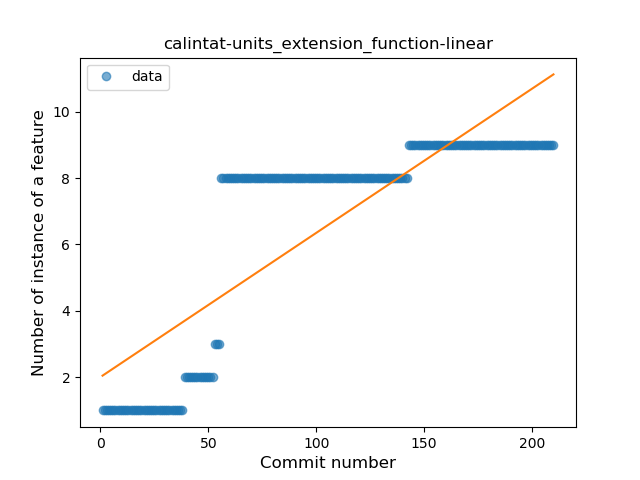 calintat-units_extension_function-linear
data
Number of instance of a feature
10
8
6
4
2
0
50
100
150
200
Commit number